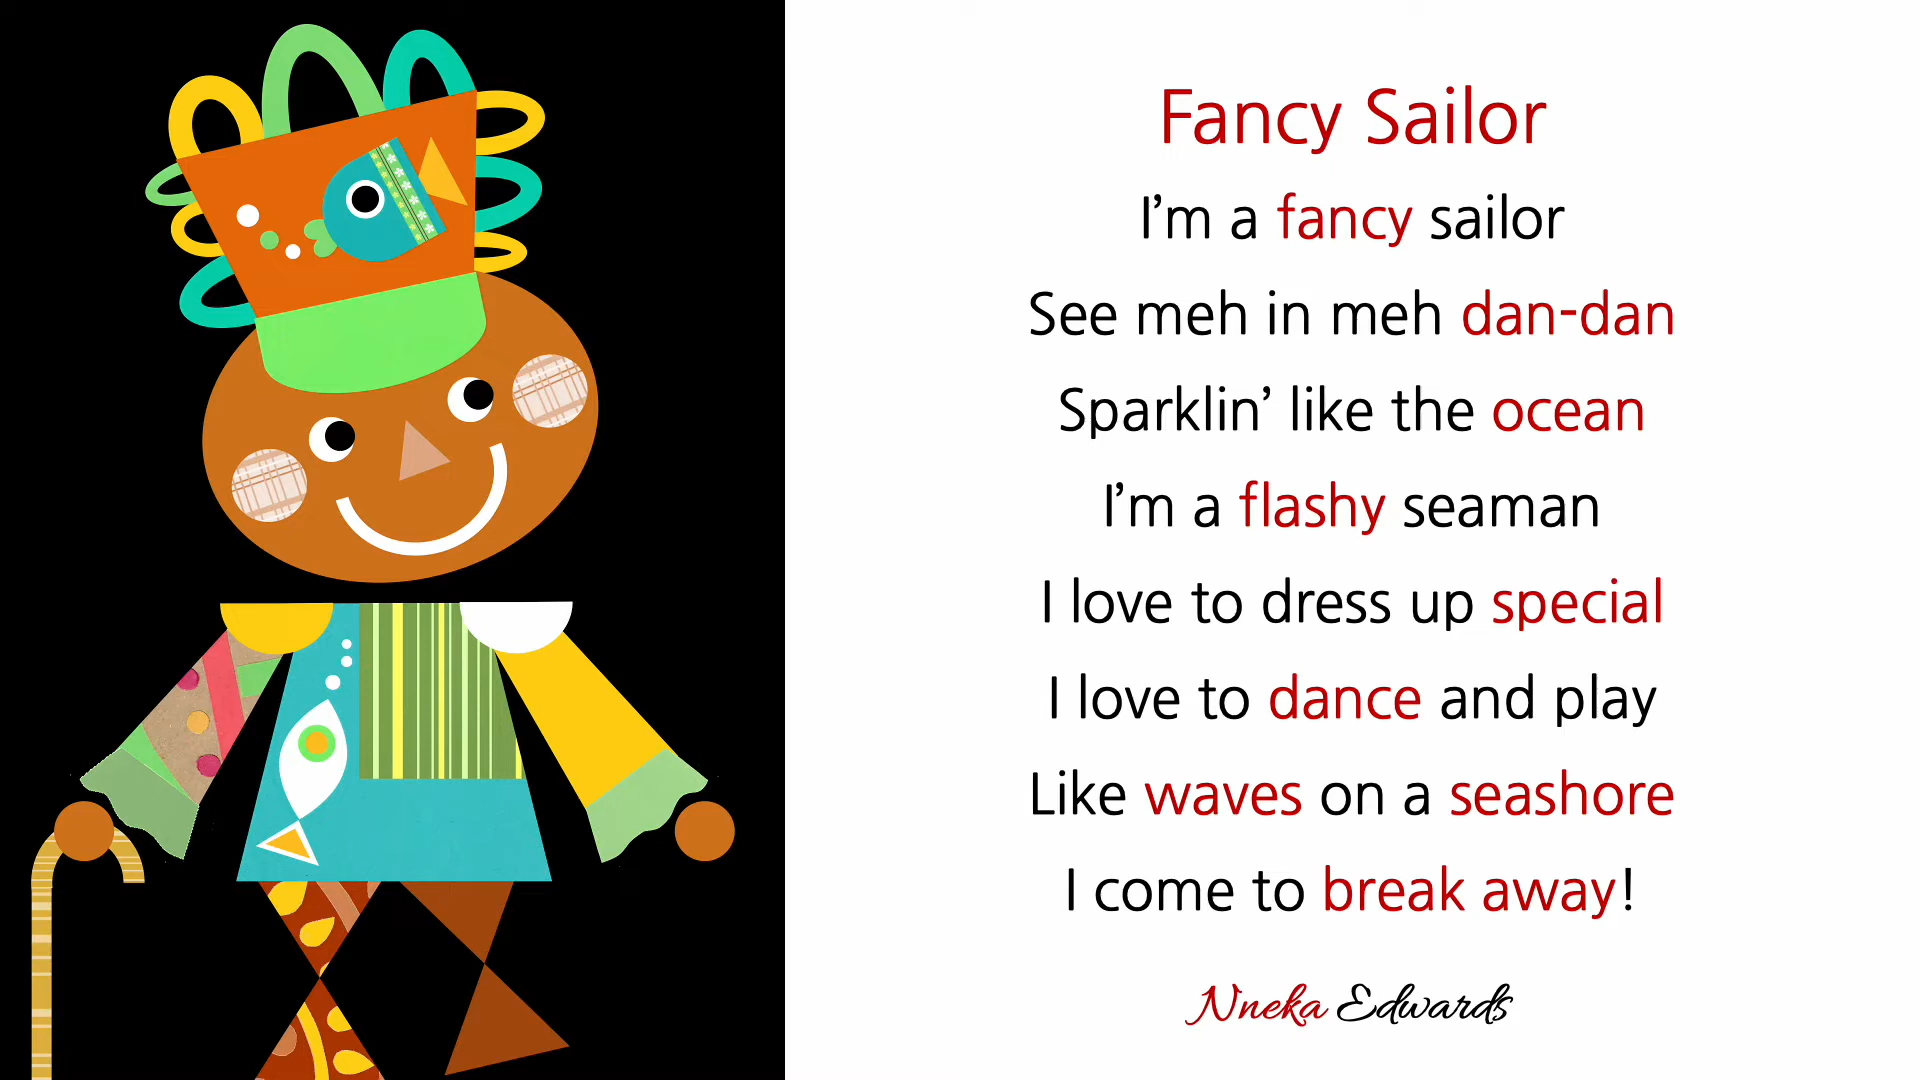 Fancy Sailor
I’m a fancy sailor
See meh in meh dan-dan
Sparklin’ like the ocean
I’m a flashy seaman
I love to dress up special
I love to dance and play
Like waves on a seashore
I come to break away!
Nneka Edwards